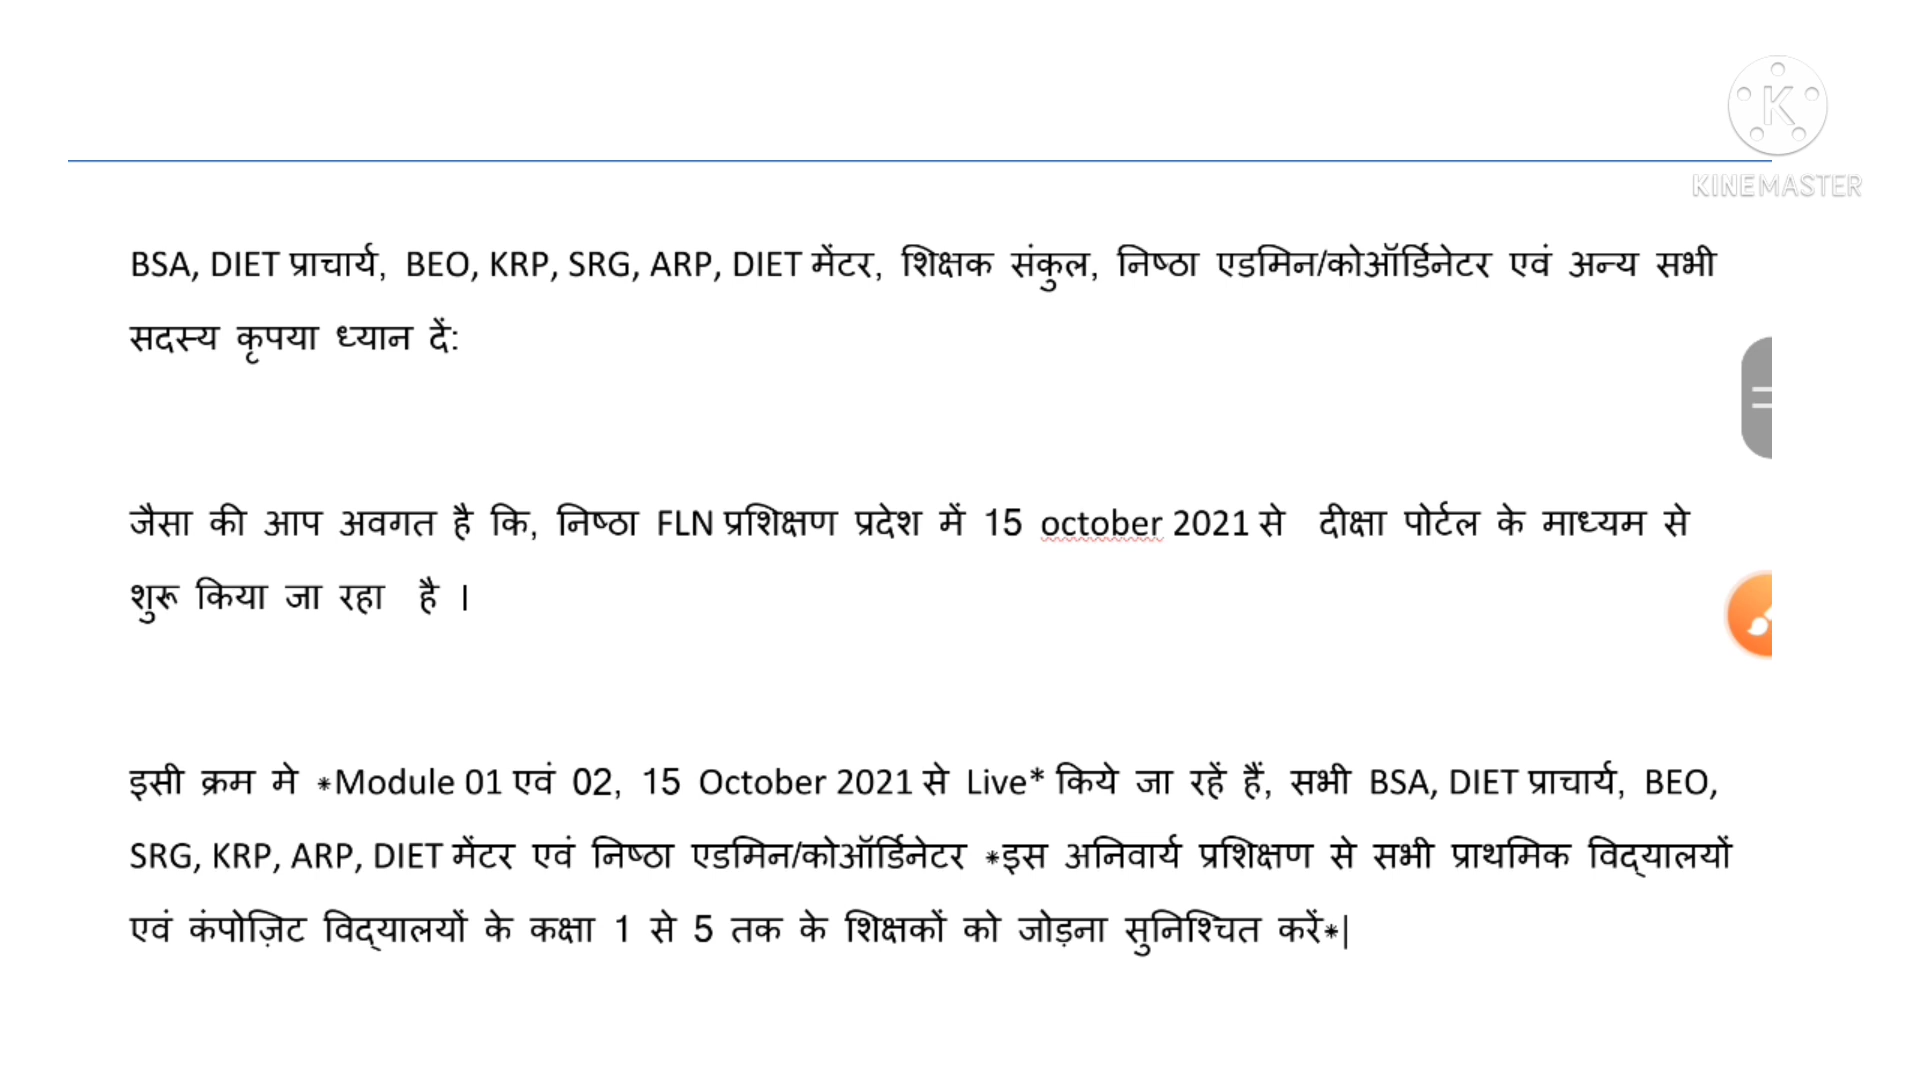 K
KINEMASTER
BSA, DIET प्राचार्य, BEO, KRP, SRG, ARP, DIET मेंटर, शिक्षक संकुल, निष्ठा एडमिन/कोऑर्डिनेटर एवं अन्य सभी
सदस्य कृपया ध्यान दें:
जैसा की आप अवगत है कि, निष्ठा FLN प्रशिक्षण प्रदेश में 15 october 2021 से दीक्षा पोर्टल के माध्यम से
शुरू किया जा रहा है ।
इसी क्रम मे *Module 01 एवं 02, 15 October 2021 से Live* किये जा रहें हैं, सभी BSA, DIET प्राचार्य, BEO,
SRG, KRP, ARP, DIET मेंटर एवं निष्ठा एडमिन/कोऑर्डिनेटर *इस अनिवार्य प्रशिक्षण से सभी प्राथमिक विद्यालयों
एवं कंपोज़िट विद्यालयों के कक्षा 1 से 5 तक के शिक्षकों को जोड़ना सुनिश्चित करें*|